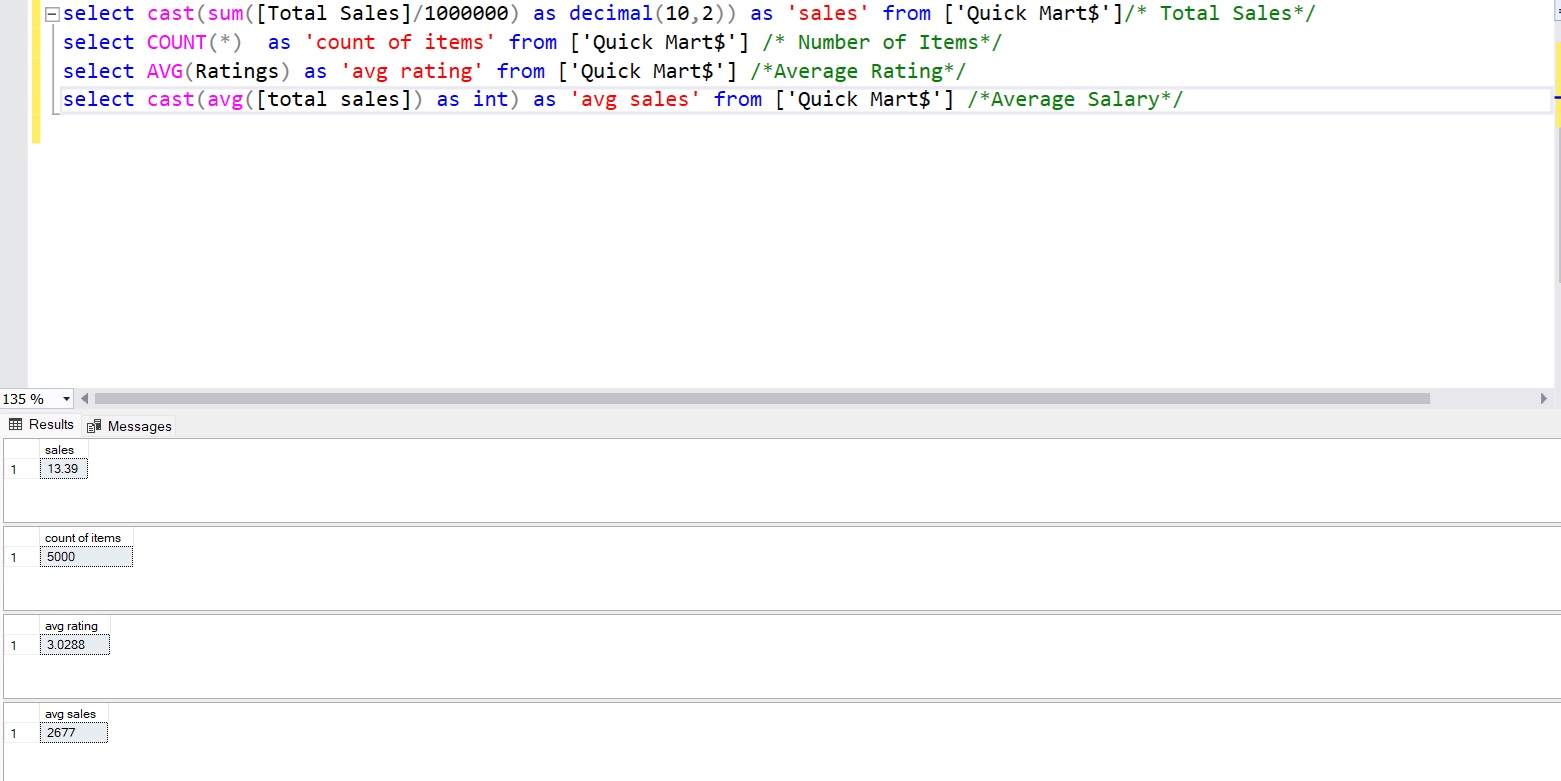 select cast(sum([Total Sales]/1000000) as decimal(10,2)) as 'sales' from ['Quick Mart$']/* Total Sales*/
select COUNT(*)  as 'count of items' from ['Quick Mart$'] /* Number of Items*/
select AVG(Ratings) as 'avg rating' from ['Quick Mart$'] /*Average Rating*/
select cast(avg([total sales]) as int) as 'avg sales' from ['Quick Mart$'] /*Average Salary*/
135 %
Results Messages
sales
1 13.39
count of items
1 5000
avg rating
1 3.0288
avg sales
1 2677